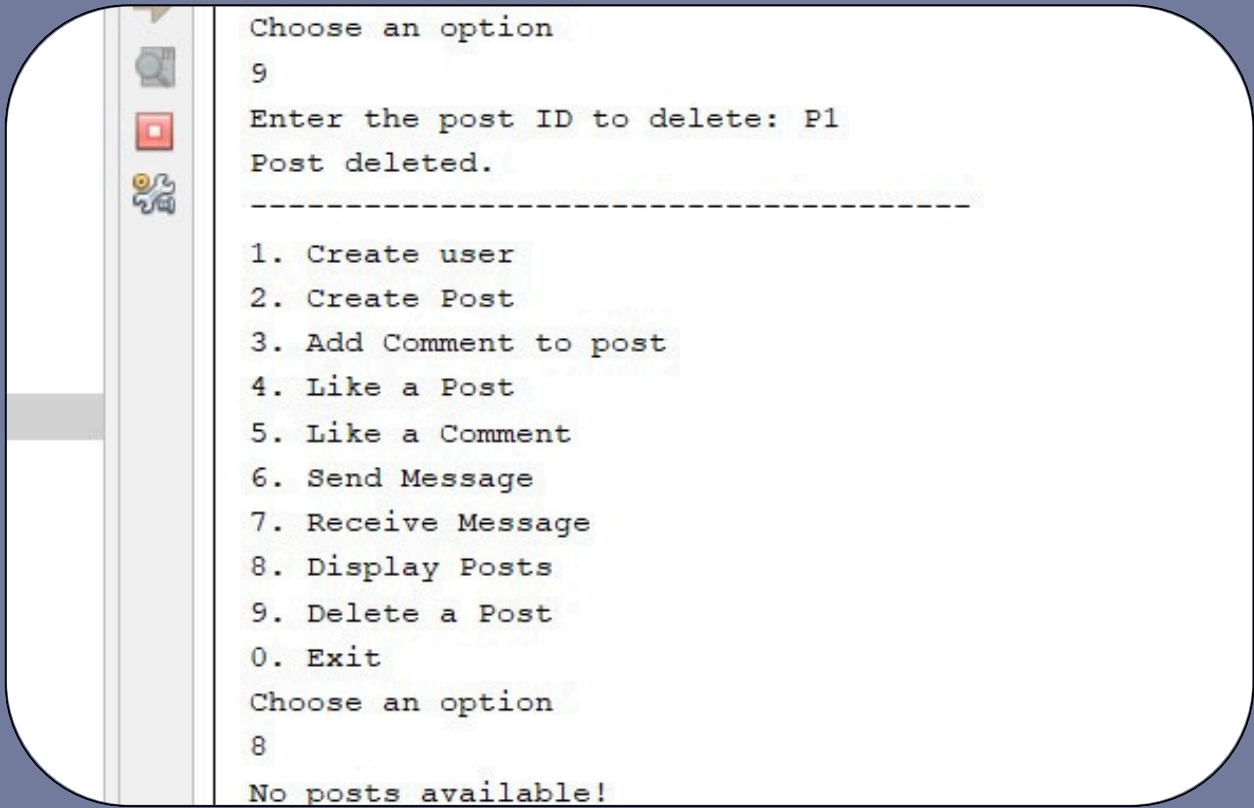 Choose an option
9
Enter the post ID to delete: P1
Post deleted.
--------------------------------------
1. Create user
2. Create Post
3. Add Comment to post
4. Like a Post
5. Like a Comment
6. Send Message
7. Receive Message
8. Display Posts
9. Delete a Post
0. Exit
Choose an option
8
No posts available!